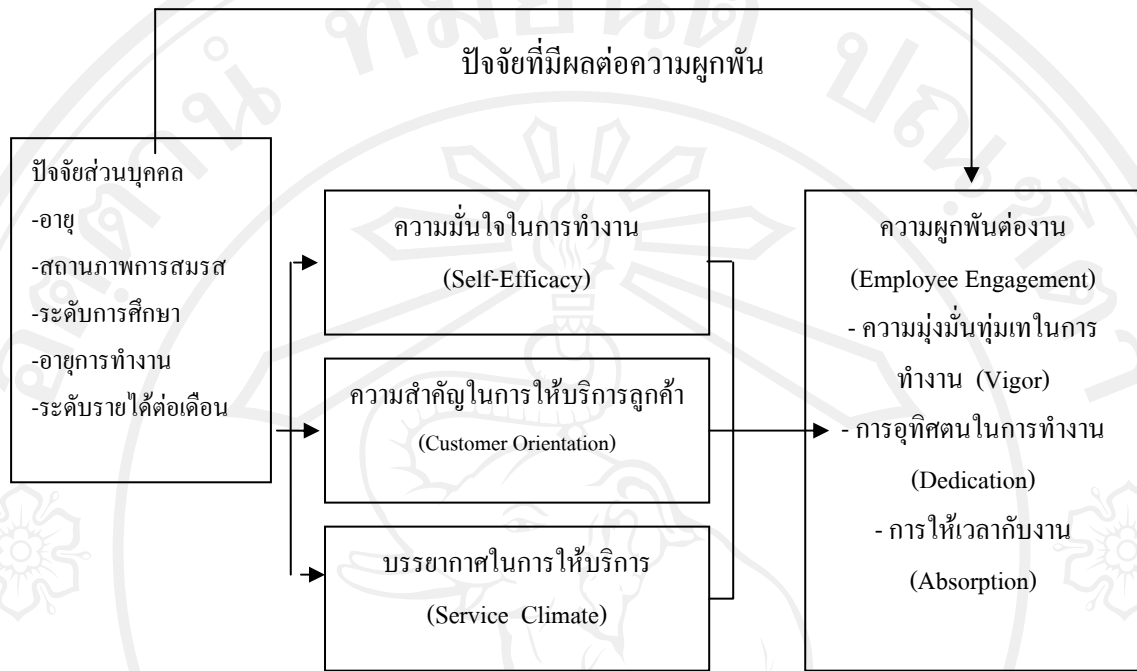 ปัจจัยที่มีผลต่อความผูกพัน
ปัจจัยส่วนบุคคล
-อายุ
-สถานภาพการสมรส
-ระดับการศึกษา
-อายุการทำงาน
-ระดับรายได้ต่อเดือน
ความมั่นใจในการทำงาน
(Self-Efficacy)
ความสำคัญในการให้บริการลูกค้า
(Customer Orientation)
บรรยากาศในการให้บริการ
(Service Climate)
ความผูกพันต่องาน
(Employee Engagement)
- ความมุ่งมั่นทุ่มเทในการ
ทำงาน (Vigor)
- การอุทิศตนในการทำงาน
(Dedication)
- การให้เวลากับงาน
(Absorption)